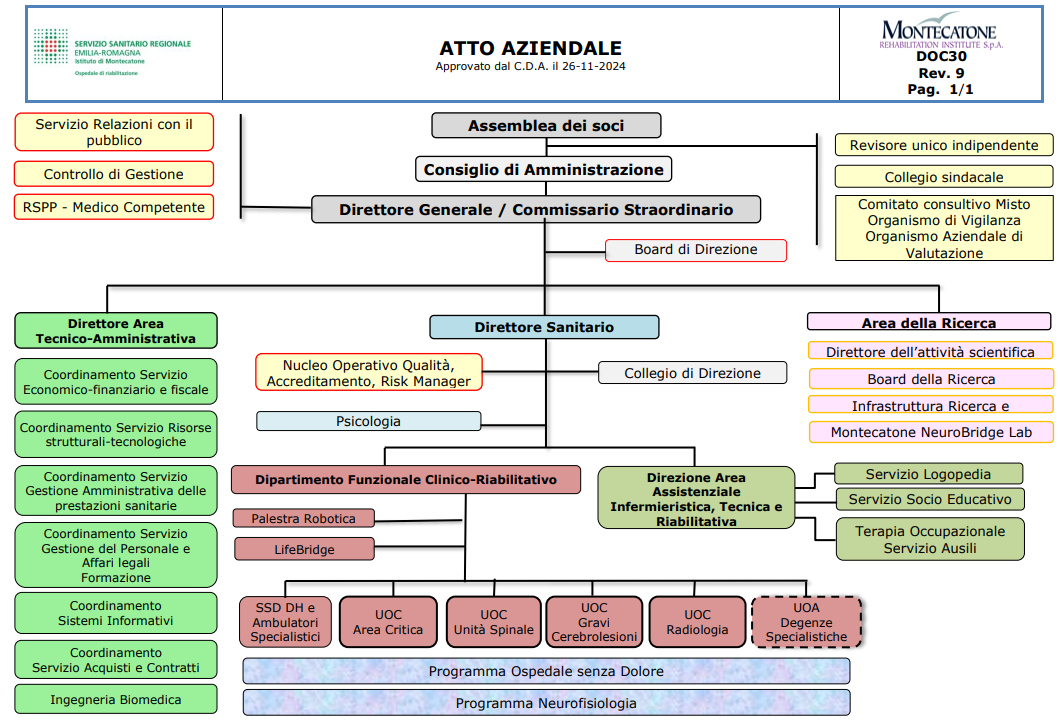 SERVIZIO SANITARIO REGIONALE
EMILIA-ROMAGNA
Istituto di Montecatone
Ospedale di riabilitazione
ATTO AZIENDALE
Approvato dal C.D.A. il 26-11-2024
MONTECATONE
REHABILITATION INSTITUTE S.p.A.
DOC30
Rev. 9
Pag. 1/1
Servizio Relazioni con il
pubblico
Controllo di Gestione
RSPP - Medico Competente
Assemblea dei soci
Consiglio di Amministrazione
Direttore Generale / Commissario Straordinario
Board di Direzione
Revisore unico indipendente
Collegio sindacale
Comitato consultivo Misto
Organismo di Vigilanza
Organismo Aziendale di
Valutazione
Direttore Area
Tecnico-Amministrativa
Coordinamento Servizio
Economico-finanziario e fiscale
Coordinamento Servizio Risorse
strutturali-tecnologiche
Coordinamento Servizio
Gestione Amministrativa delle
prestazioni sanitarie
Coordinamento Servizio
Gestione del Personale e
Affari legali
Formazione
Coordinamento
Sistemi Informativi
Coordinamento
Servizio Acquisti e Contratti
Ingegneria Biomedica
Direttore Sanitario
Nucleo Operativo Qualità,
Accreditamento, Risk Manager
Collegio di Direzione
Psicologia
Area della Ricerca
Direttore dell'attività scientifica
Board della Ricerca
Infrastruttura Ricerca e
Montecatone NeuroBridge Lab
Dipartimento Funzionale Clinico-Riabilitativo
Palestra Robotica
LifeBridge
Direzione Area
Assistenziale
Infermieristica, Tecnica e
Riabilitativa
Servizio Logopedia
Servizio Socio Educativo
Terapia Occupazionale
Servizio Ausili
SSD DH e
Ambulatori
Specialistici
UOC
Area Critica
UOC
Unità Spinale
UOC
Gravi
Cerebrolesioni
UOC
Radiologia
UOA
Degenze
Specialistiche
Programma Ospedale senza Dolore
Programma Neurofisiologia